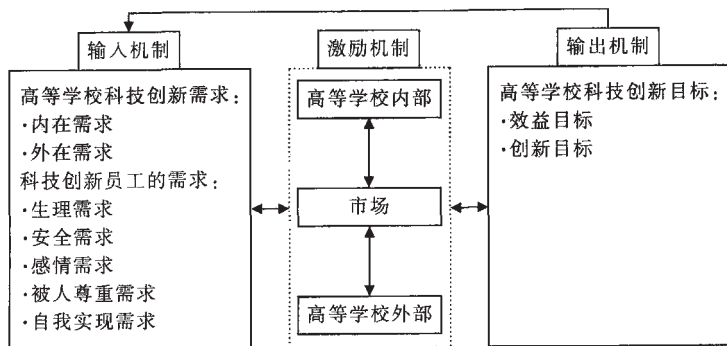 输入机制
高等学校科技创新需求：
·内在需求
·外在需求
科技创新员工的需求：
·生理需求
·安全需求
·感情需求
·被人尊重需求
·自我实现需求
激励机制
高等学校内部
市场
高等学校外部
输出机制
高等学校科技创新目标：
·效益目标
·创新目标